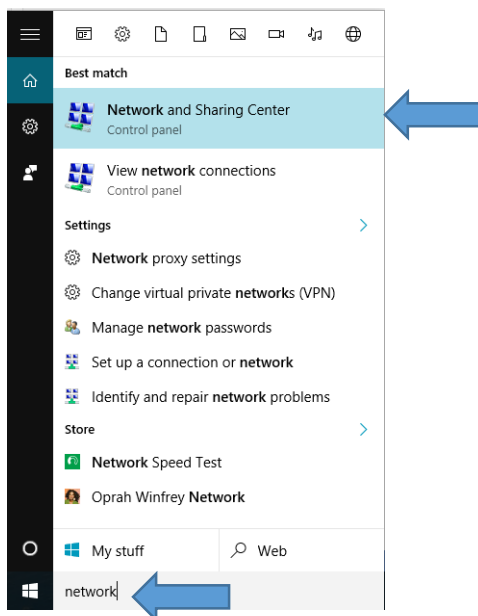 Best match
Network and Sharing Center
Control panel
View network connections
Control panel
Settings
Network proxy settings
Change virtual private networks (VPN)
Manage network passwords
Set up a connection or network
Identify and repair network problems
Store
Network Speed Test
Oprah Winfrey Network
My stuff Web
network